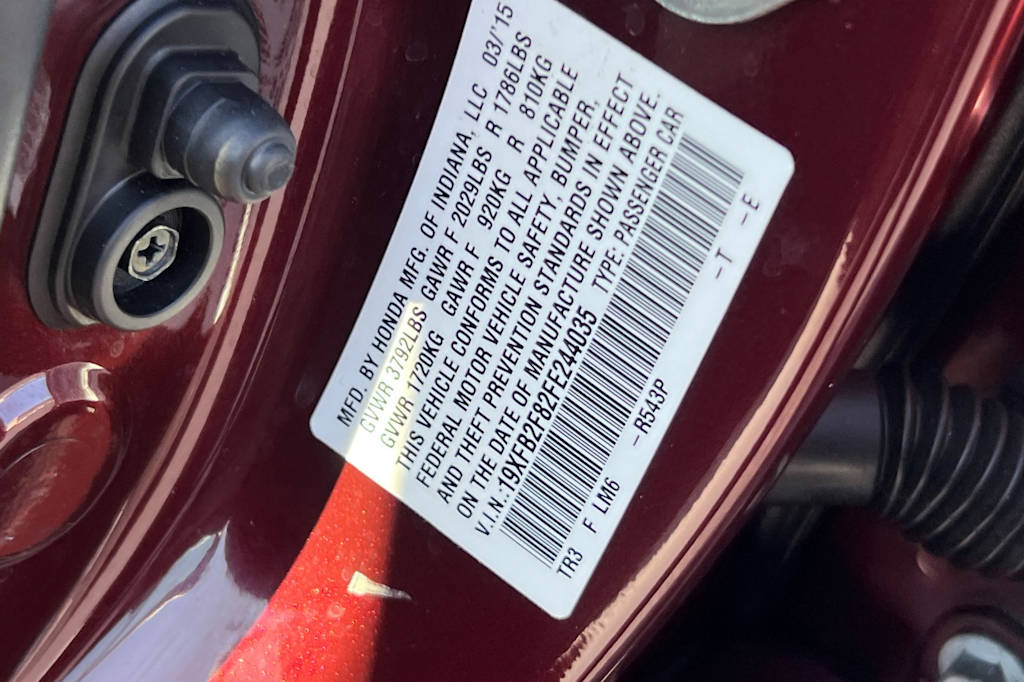 MFD. BY HONDA MFG. OF INDIANA, LLC 03/'15
GVWR 3792LBS GAWR F 2029LBS R 1786LBS
GVWR 1720KG GAWR F 920KG R 810KG
THIS VEHICLE CONFORMS TO ALL APPLICABLE
FEDERAL MOTOR VEHICLE SAFETY, BUMPER,
AND THEFT PREVENTION STANDARDS IN EFFECT
ON THE DATE OF MANUFACTURE SHOWN ABOVE.
V.I.N.:19XFB2F82FE244035 TYPE: PASSENGER CAR
TR3 F LM6 -R543P -T -E